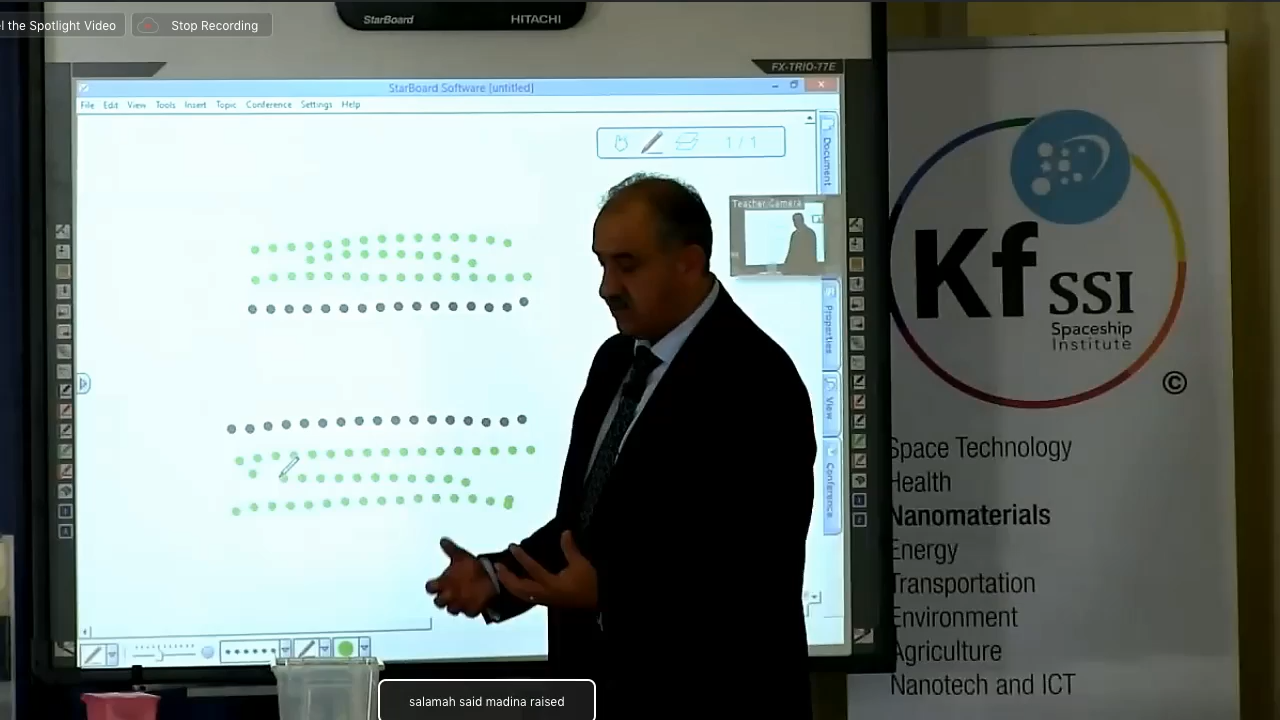 l the Spotlight Video
Stop Recording
StarBoard HITACHI
FX-TRIO-77E
StarBoard Software [untitled]
File Edit View Tools Insert Topic Conference Settings Help
1 / 1
Document
Teacher Camera
Properties
View
Conference
Kf SSI
Spaceship
Institute
©
Space Technology
Health
Nanomaterials
Energy
Transportation
Environment
Agriculture
Nanotech and ICT
salamah said madina raised